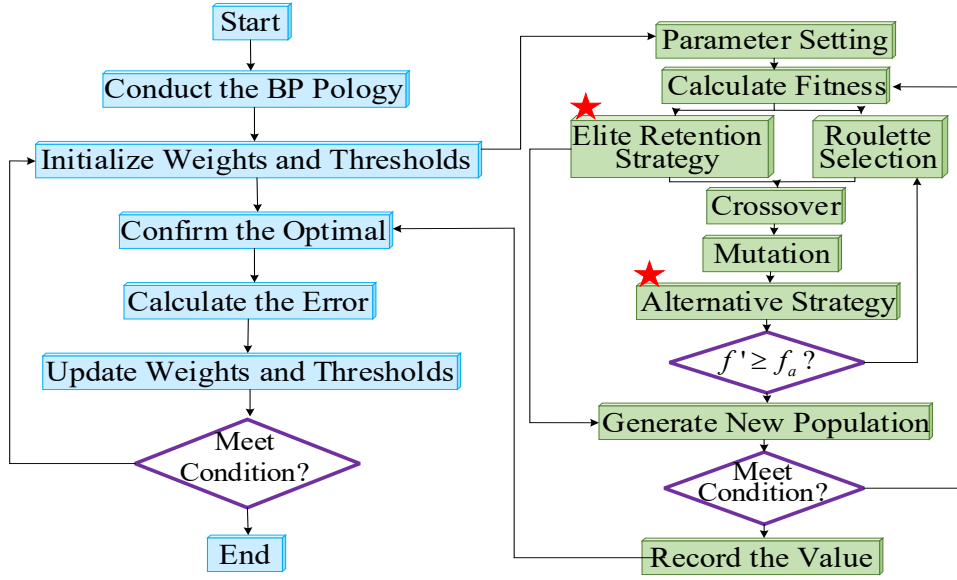 Start
Conduct the BP Pology
Initialize Weights and Thresholds
Confirm the Optimal
Calculate the Error
Update Weights and Thresholds
Meet
Condition?
End
Parameter Setting
Calculate Fitness
Elite Retention
Strategy
Roulette
Selection
Crossover
Mutation
Alternative Strategy
f ' ≥ fₐ ?
Generate New Population
Meet
Condition?
Record the Value